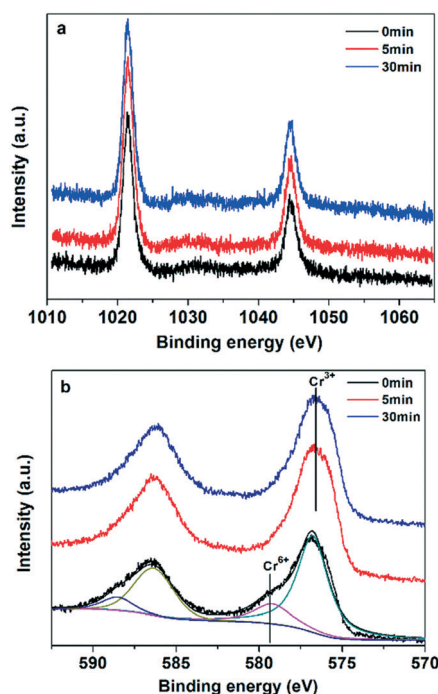 a
0min
5min
30min
Intensity (a.u.)
1010 1020 1030 1040 1050 1060
Binding energy (eV)
b
Cr3+
0min
5min
30min
Cr6+
Intensity (a.u.)
590 585 580 575 570
Binding energy (eV)